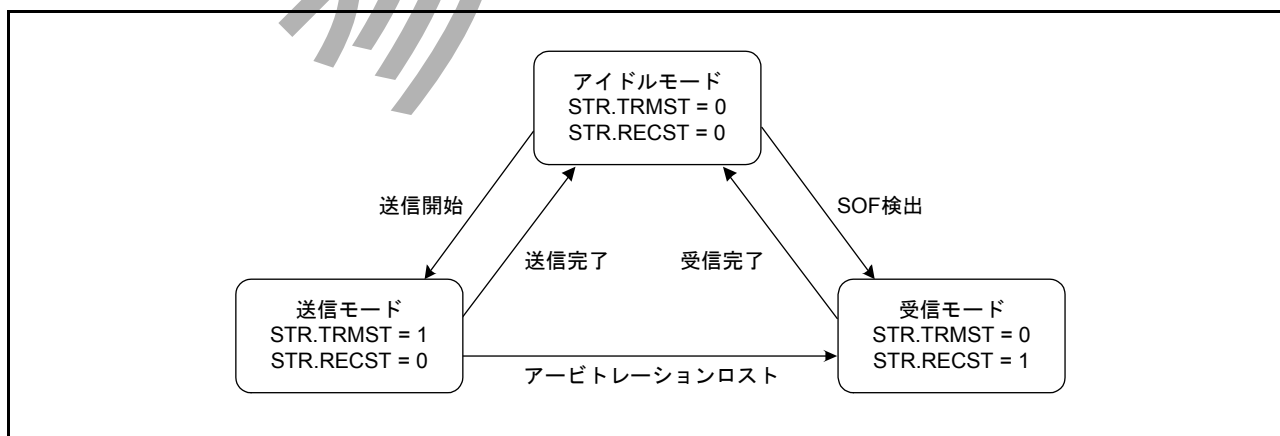 アイドルモード
STR.TRMST = 0
STR.RECST = 0
送信開始
SOF検出
送信完了
受信完了
送信モード
STR.TRMST = 1
STR.RECST = 0
受信モード
STR.TRMST = 0
STR.RECST = 1
アービトレーションロスト